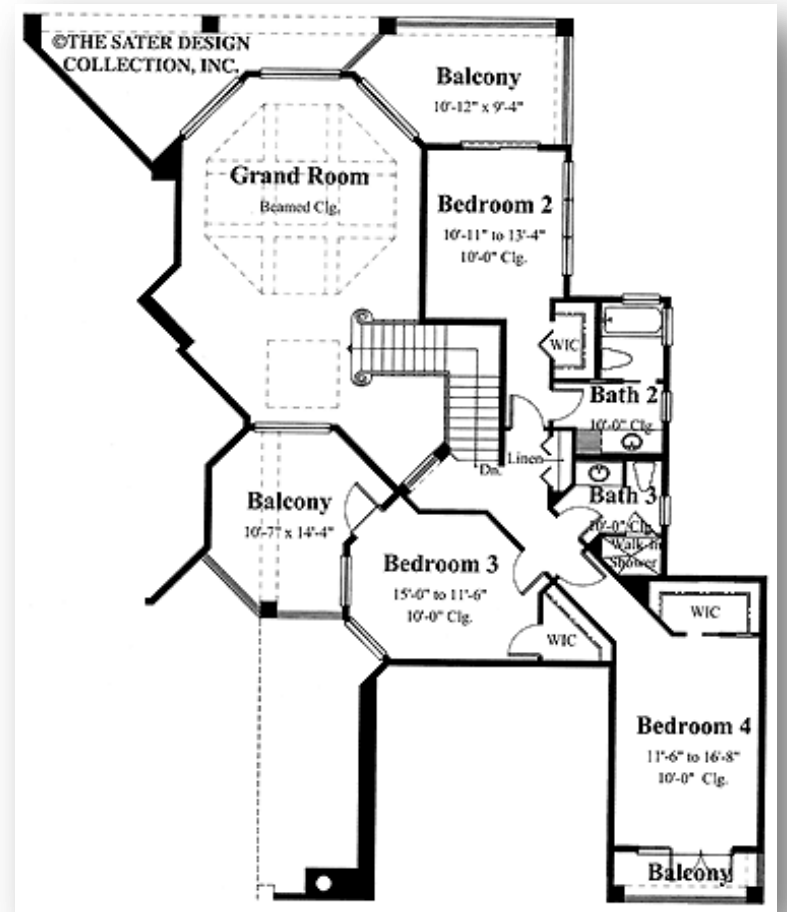 ©THE SATER DESIGN
COLLECTION, INC.
Balcony
10'-12" x 9'-4"
Grand Room
Beamed Clg.
Bedroom 2
10'-11" to 13'-4"
10'-0" Clg.
WIC
Bath 2
10'-0" Clg.
Linen
Dn.
Bath 3
10'-0" Clg.
Walk-in
Shower
Balcony
10'-7" x 14'-4"
Bedroom 3
15'-0" to 11'-6"
10'-0" Clg.
WIC
WIC
Bedroom 4
11'-6" to 16'-8"
10'-0" Clg.
Balcony